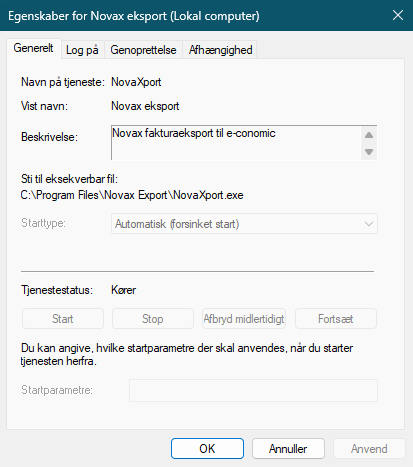 Egenskaber for Novax eksport (Lokal computer)
Generelt Log på Genoprettelse Afhængighed
Navn på tjeneste: NovaXport
Vist navn: Novax eksport
Beskrivelse: Novax fakturaeksport til e-conomic
Sti til eksekverbar fil:
C:\Program Files\Novax Export\NovaXport.exe
Starttype: Automatisk (forsinket start)
Tjenestestatus: Kører
Start Stop Afbryd midlertidigt Fortsæt
Du kan angive, hvilke startparametre der skal anvendes, når du starter
tjenesten herfra.
Startparametre:
OK Annuller Anvend